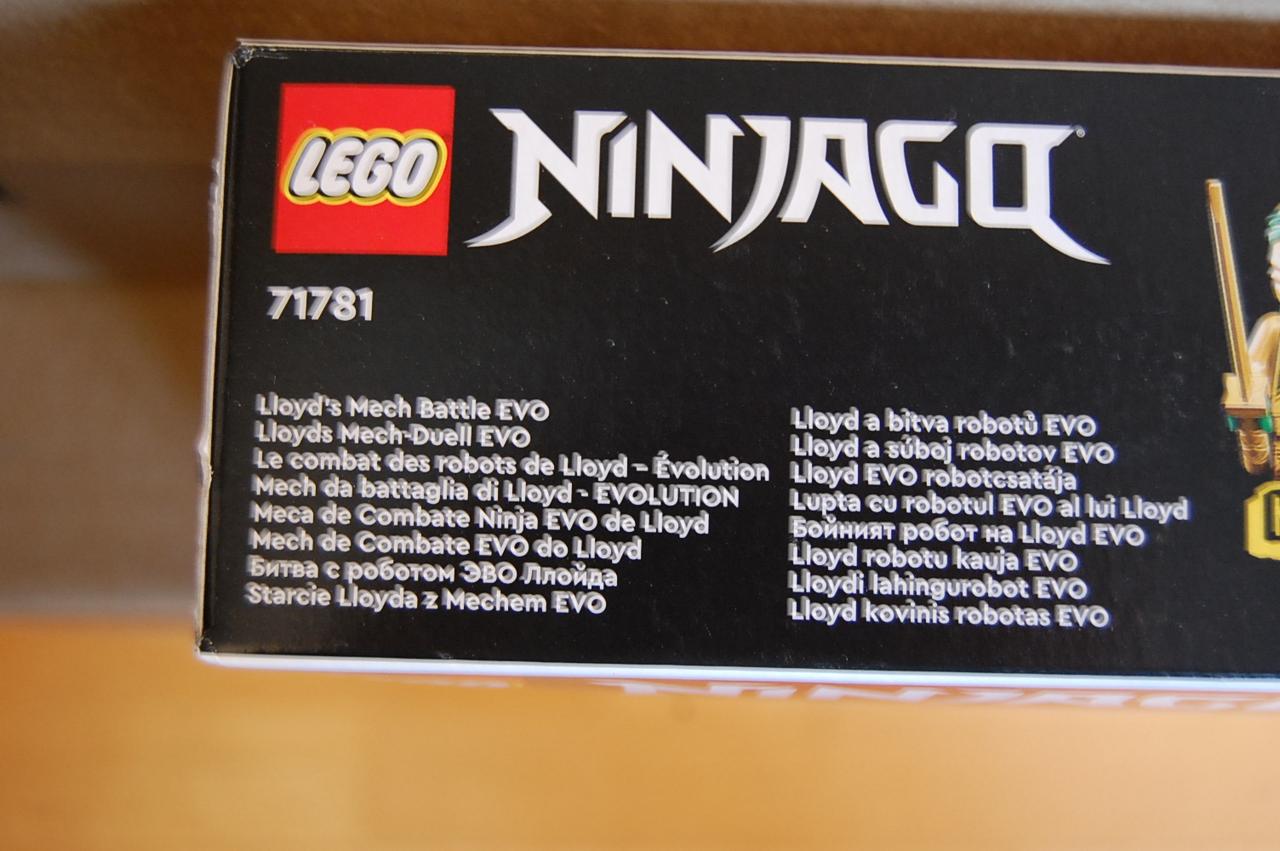 LEGO NINJAGO
71781
Lloyd's Mech Battle EVO
Lloyds Mech-Duell EVO
Le combat des robots de Lloyd – Évolution
Mech da battaglia di Lloyd - EVOLUTION
Meca de Combate Ninja EVO de Lloyd
Mech de Combate EVO do Lloyd
Битва с роботом ЭВО Ллойда
Starcie Lloyda z Mechem EVO
Lloyd a bitva robotů EVO
Lloyd a súboj robotov EVO
Lloyd EVO robotcsatája
Lupta cu robotul EVO al lui Lloyd
Бойният робот на Lloyd EVO
Lloyd robotu kauja EVO
Lloydi lahingurobot EVO
Lloyd kovinis robotas EVO
NINJAGO